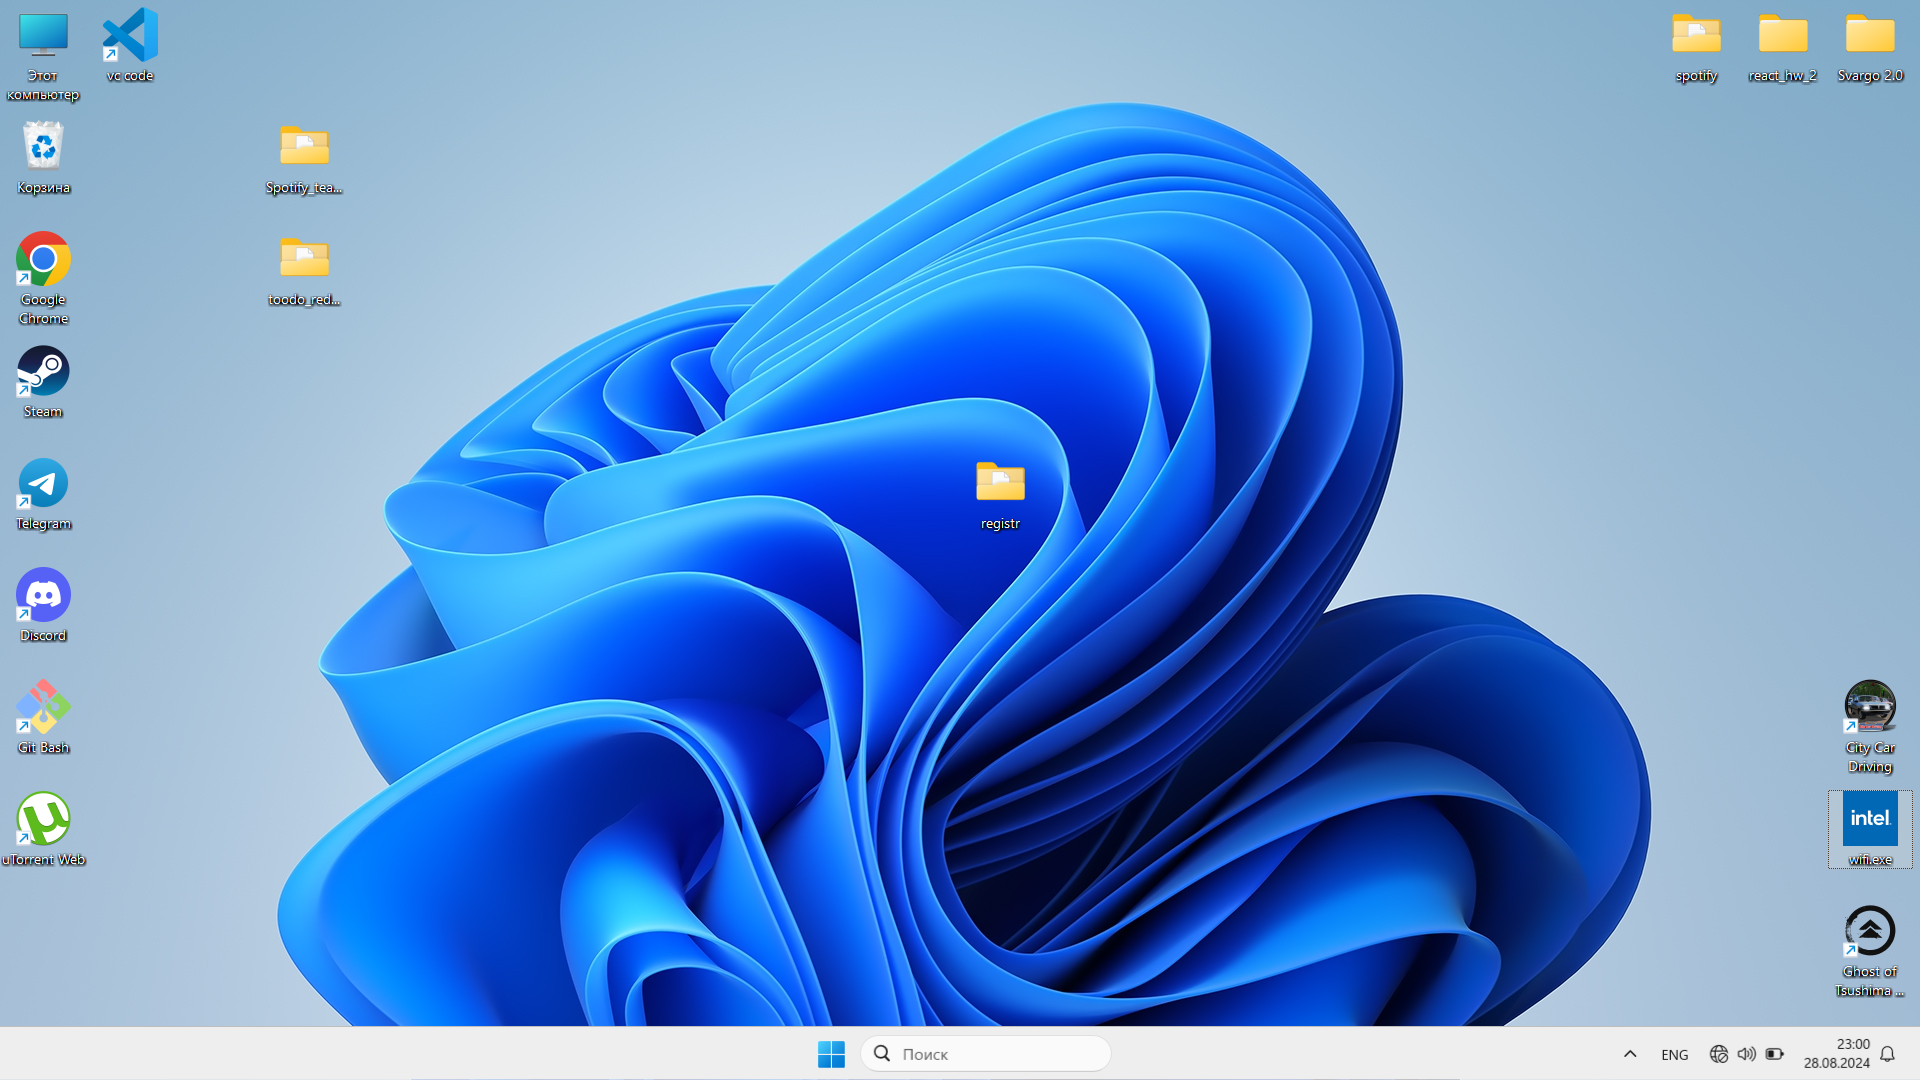 Этот
компьютер
vc code
spotify
react_hw_2
Svargo 2.0
Корзина
Spotify_tea...
Google
Chrome
toodo_red...
Steam
Telegram
registr
Discord
Git Bash
City Car
Driving
uTorrent Web
intel
wifi.exe
Ghost of
Tsushima ...
Поиск
ENG
23:00
28.08.2024